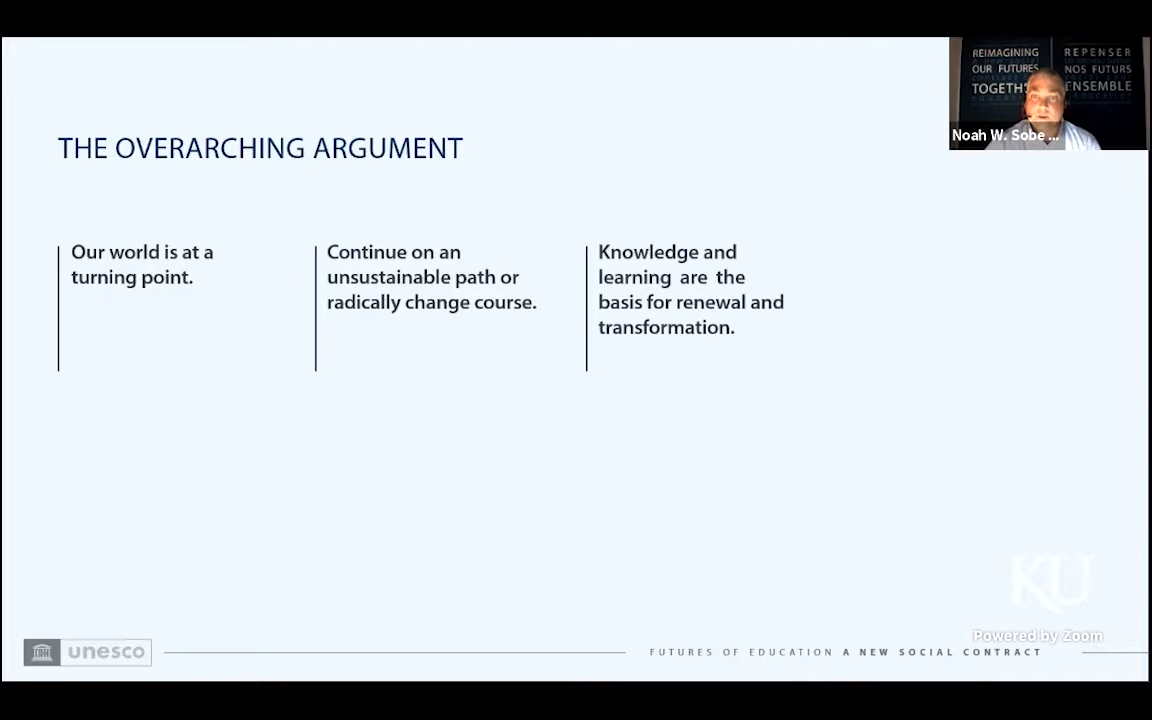 REIMAGINING
OUR FUTURES
REPENSER
NOS FUTURS
ENSEMBLE
Noah W. Sobe ...
THE OVERARCHING ARGUMENT
Our world is at a
turning point.
Continue on an
unsustainable path or
radically change course.
Knowledge and
learning are the
basis for renewal and
transformation.
KU
Powered by Zoom
unesco
FUTURES OF EDUCATION A NEW SOCIAL CONTRACT